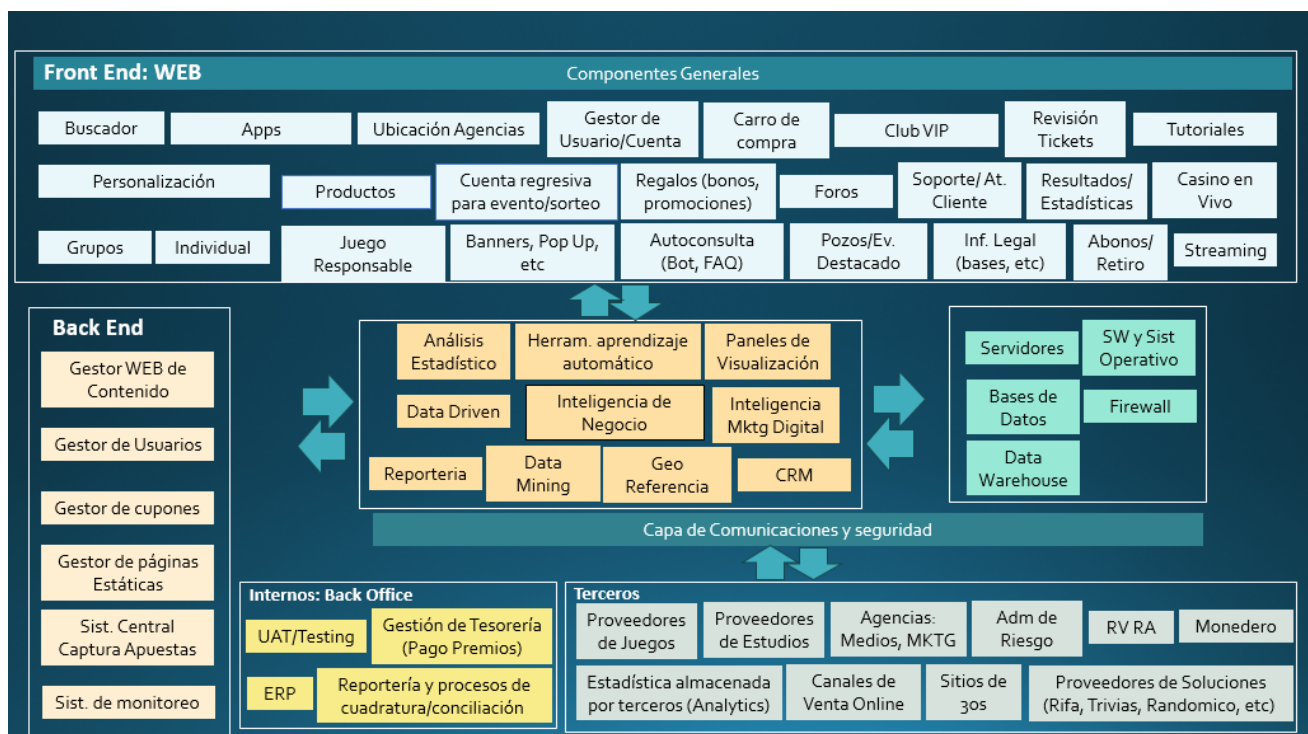 Front End: WEB
Componentes Generales
Buscador
Apps
Ubicación Agencias
Gestor de
Usuario/Cuenta
Carro de
compra
Club VIP
Revisión
Tickets
Tutoriales
Personalización
Productos
Cuenta regresiva
para evento/sorteo
Regalos (bonos,
promociones)
Foros
Soporte/ At.
Cliente
Resultados/
Estadísticas
Casino en
Vivo
Grupos
Individual
Juego
Responsable
Banners, Pop Up,
etc
Autoconsulta
(Bot, FAQ)
Pozos/Ev.
Destacado
Inf. Legal
(bases, etc)
Abonos/
Retiro
Streaming
Back End
Gestor WEB de
Contenido
Gestor de Usuarios
Gestor de cupones
Gestor de páginas
Estáticas
Sist. Central
Captura Apuestas
Sist. de monitoreo
Análisis
Estadístico
Herram. aprendizaje
automático
Paneles de
Visualización
Data Driven
Inteligencia de
Negocio
Inteligencia
Mktg Digital
Reporteria
Data
Mining
Geo
Referencia
CRM
Servidores
SW y Sist
Operativo
Bases de
Datos
Firewall
Data
Warehouse
Capa de Comunicaciones y seguridad
Internos: Back Office
UAT/Testing
Gestión de Tesorería
(Pago Premios)
ERP
Reportería y procesos de
cuadratura/conciliación
Terceros
Proveedores
de Juegos
Proveedores
de Estudios
Agencias:
Medios, MKTG
Adm de
Riesgo
RV RA
Monedero
Estadística almacenada
por terceros (Analytics)
Canales de
Venta Online
Sitios de
3os
Proveedores de Soluciones
(Rifa, Trivias, Randomico, etc)